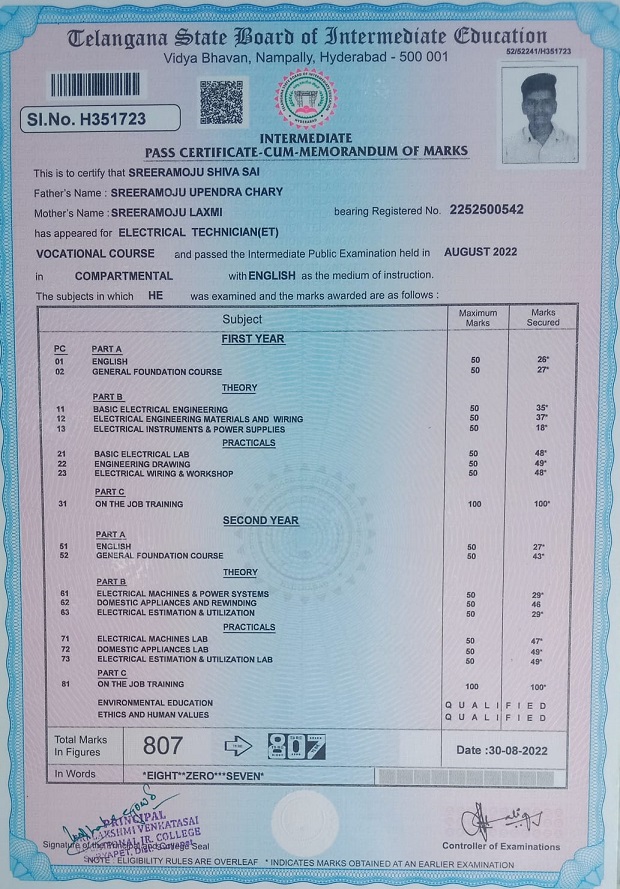 Telangana State Board of Intermediate Education
52/52241/H351723
Vidya Bhavan, Nampally, Hyderabad - 500 001
Sl.No. H351723
INTERMEDIATE
PASS CERTIFICATE-CUM-MEMORANDUM OF MARKS
This is to certify that SREERAMOJU SHIVA SAI
Father's Name : SREERAMOJU UPENDRA CHARY
Mother's Name : SREERAMOJU LAXMI bearing Registered No. 2252500542
has appeared for ELECTRICAL TECHNICIAN(ET)
VOCATIONAL COURSE and passed the Intermediate Public Examination held in AUGUST 2022
in COMPARTMENTAL with ENGLISH as the medium of instruction.
The subjects in which HE was examined and the marks awarded are as follows :
Subject Maximum Marks Marks Secured
FIRST YEAR
PC PART A
01 ENGLISH 50 26*
02 GENERAL FOUNDATION COURSE 50 27*
THEORY
PART B
11 BASIC ELECTRICAL ENGINEERING 50 35*
12 ELECTRICAL ENGINEERING MATERIALS AND WIRING 50 37*
13 ELECTRICAL INSTRUMENTS & POWER SUPPLIES 50 18*
PRACTICALS
21 BASIC ELECTRICAL LAB 50 48*
22 ENGINEERING DRAWING 50 49*
23 ELECTRICAL WIRING & WORKSHOP 50 48*
PART C
31 ON THE JOB TRAINING 100 100*
SECOND YEAR
PART A
51 ENGLISH 50 27*
52 GENERAL FOUNDATION COURSE 50 43*
THEORY
PART B
61 ELECTRICAL MACHINES & POWER SYSTEMS 50 29*
62 DOMESTIC APPLIANCES AND REWINDING 50 46
63 ELECTRICAL ESTIMATION & UTILIZATION 50 29*
PRACTICALS
71 ELECTRICAL MACHINES LAB 50 47*
72 DOMESTIC APPLIANCES LAB 50 49*
73 ELECTRICAL ESTIMATION & UTILIZATION LAB 50 49*
PART C
81 ON THE JOB TRAINING 100 100*
ENVIRONMENTAL EDUCATION QUALIFIED
ETHICS AND HUMAN VALUES QUALIFIED
Total Marks In Figures 807 807 Date :30-08-2022
In Words *EIGHT**ZERO***SEVEN*
PRINCIPAL
LAKSHMI VENKATASAI
JR. COLLEGE
Signature of the Principal and College Seal Controller of Examinations
NOTE : ELIGIBILITY RULES ARE OVERLEAF * INDICATES MARKS OBTAINED AT AN EARLIER EXAMINATION